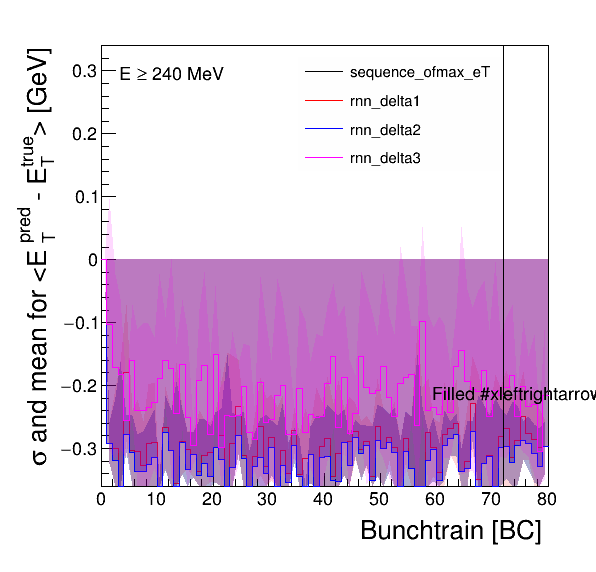 σ and mean for <E_T^pred - E_T^true> [GeV]
E ≥ 240 MeV
sequence_ofmax_eT
rnn_delta1
rnn_delta2
rnn_delta3
0.3
0.2
0.1
0
−0.1
−0.2
−0.3
Filled #xleftrightarrow
0 10 20 30 40 50 60 70 80
Bunchtrain [BC]